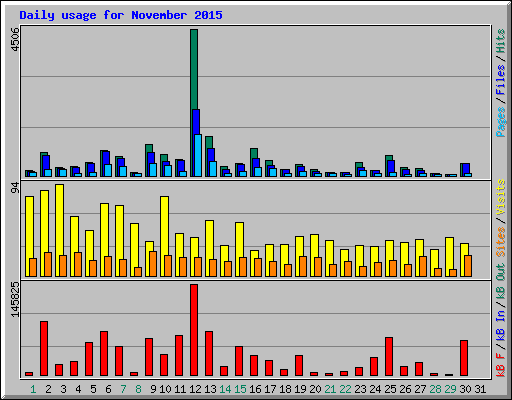 Daily usage for November 2015
4506
Pages / Files / Hits
94
Sites / Visits
145825
kB F / kB In / kB Out
1 2 3 4 5 6 7 8 9 10 11 12 13 14 15 16 17 18 19 20 21 22 23 24 25 26 27 28 29 30 31